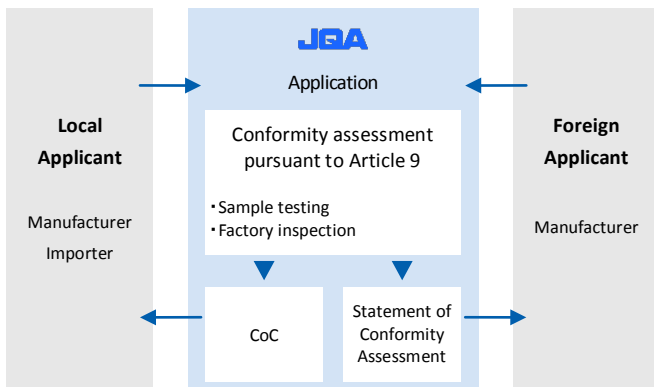 JQA
Application
Local
Applicant
Manufacturer
Importer
Conformity assessment
pursuant to Article 9
・Sample testing
・Factory inspection
CoC
Statement of
Conformity
Assessment
Foreign
Applicant
Manufacturer